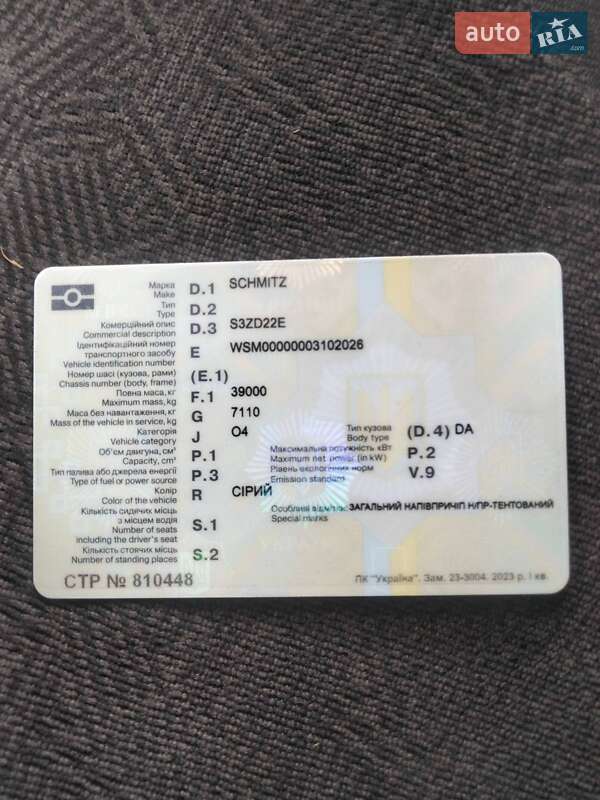 auto RIA .com
Марка D.1 SCHMITZ
Make
Тип D.2
Type
Комерційний опис D.3 S3ZD22E
Commercial description
Ідентифікаційний номер
транспортного засобу E WSM00000003102026
Vehicle identification number
Номер шасі (кузова, рами) (E.1)
Chassis number (body, frame)
Повна маса, кг F.1 39000
Maximum mass, kg
Маса без навантаження, кг G 7110
Mass of the vehicle in service, kg
Категорія J O4 Тип кузова (D.4) DA
Vehicle category Body type
Об'єм двигуна, см³ P.1 Максимальна потужність кВт P.2
Capacity, cm³ Maximum net power (in kW)
Тип палива або джерела енергії P.3 Рівень екологічних норм V.9
Type of fuel or power source Emission standard
Колір R СІРИЙ
Color of the vehicle
Кількість сидячих місць Особливі відмітки ЗАГАЛЬНИЙ НАПІВПРИЧІП Н/ПР-ТЕНТОВАНИЙ
з місцем водія S.1 Special marks
Number of seats
including the driver's seat
Кількість стоячих місць S.2
Number of standing places
СТР № 810448 ПК "Україна". Зам. 23-3004. 2023 р. I кв.